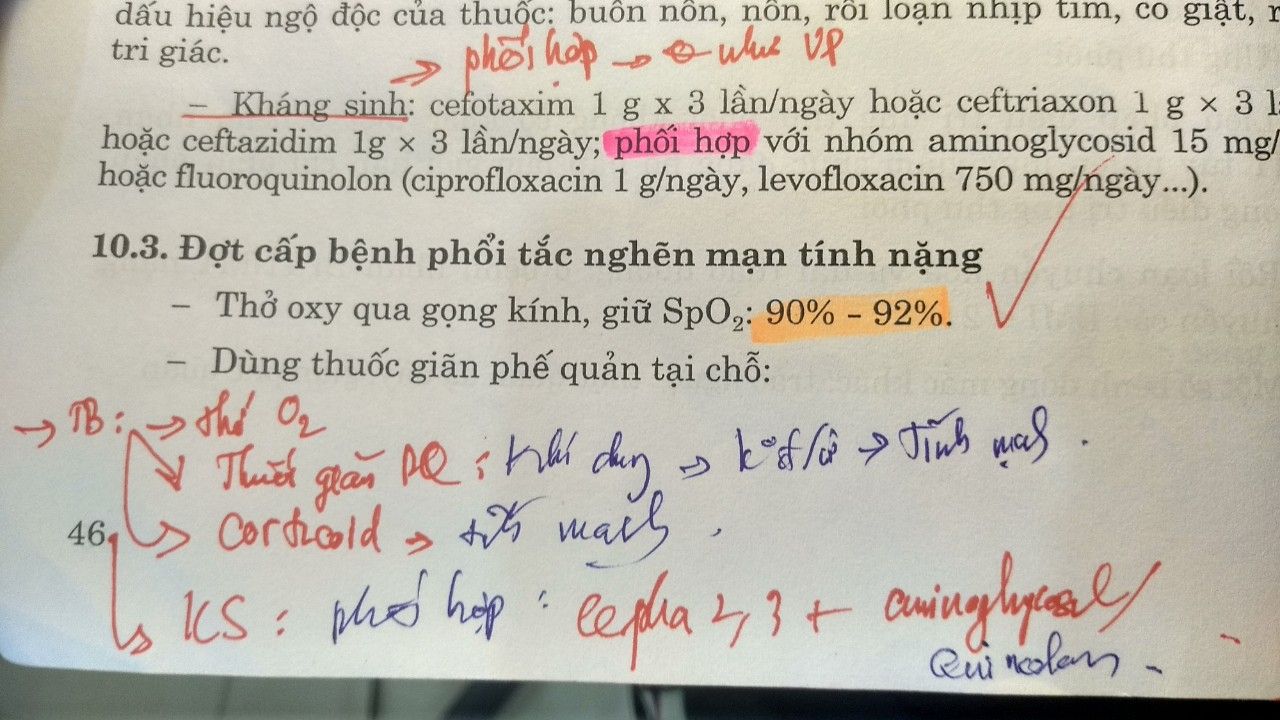 dấu hiệu ngộ độc của thuốc: buồn nôn, nôn, rối loạn nhịp tim, co giật, r
tri giác.
→ phối hợp → ⊖ như VP
– Kháng sinh: cefotaxim 1 g x 3 lần/ngày hoặc ceftriaxon 1 g × 3 l
hoặc ceftazidim 1g × 3 lần/ngày; phối hợp với nhóm aminoglycosid 15 mg/
hoặc fluoroquinolon (ciprofloxacin 1 g/ngày, levofloxacin 750 mg/ngày...).
10.3. Đợt cấp bệnh phổi tắc nghẽn mạn tính nặng
– Thở oxy qua gọng kính, giữ SpO₂: 90% – 92%.
– Dùng thuốc giãn phế quản tại chỗ:
→ TB: → thở O2
Thuốc giãn PQ: Khí dung → → Tĩnh mạch.
46
→ Corticoid → tĩnh mạch.
KS: phối hợp: cepha 2, 3 + aminoglycosid/
Quinolon